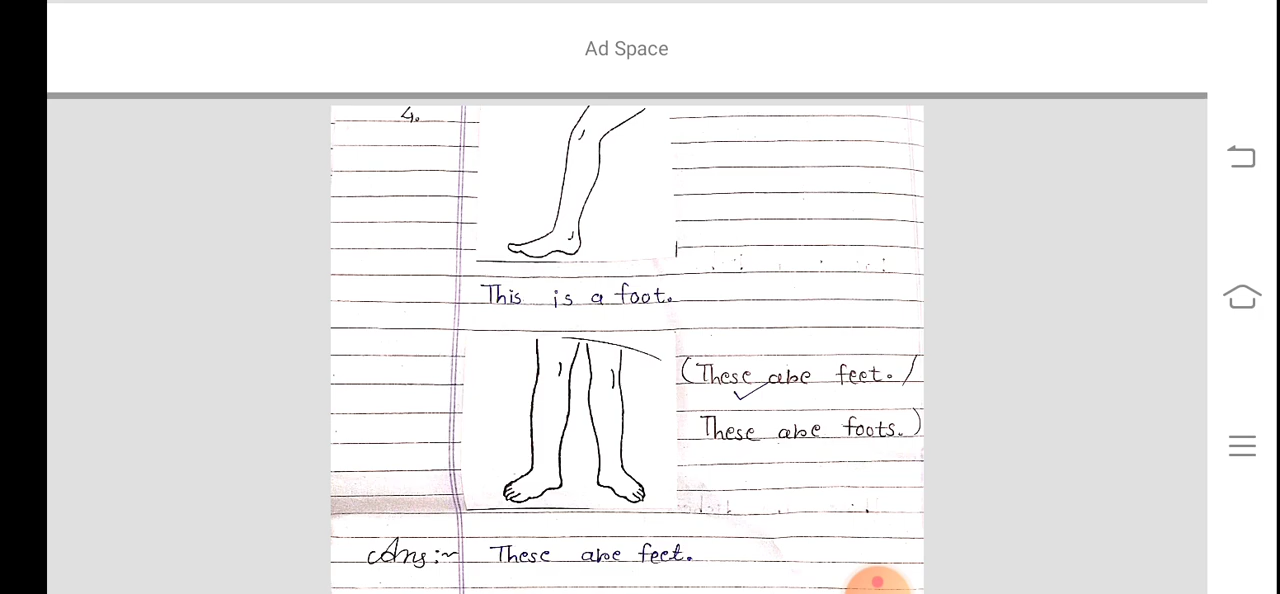 Ad Space
4.
This is a foot.
(These are feet. /
These are foots.)
Ans :~ These are feet.